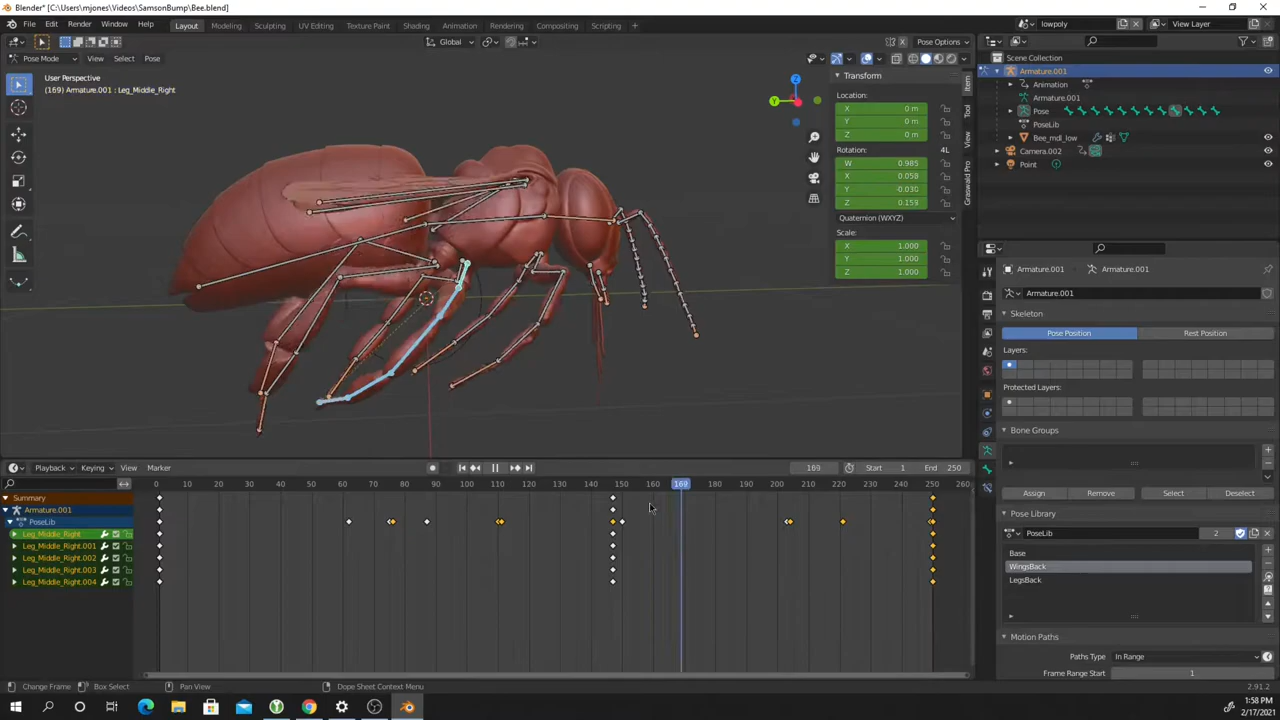 Blender* [C:\Users\mjones\Videos\SamsonBump\Bee.blend]
File Edit Render Window Help Layout Modeling Sculpting UV Editing Texture Paint Shading Animation Rendering Compositing Scripting +
lowpoly View Layer
Global Pose Options
Pose Mode View Select Pose
User Perspective
(169) Armature.001 : Leg_Middle_Right
Transform
Location:
X 0 m
Y 0 m
Z 0 m
Rotation: 4L
W 0.985
X 0.058
Y -0.030
Z 0.159
Quaternion (WXYZ)
Scale:
X 1.000
Y 1.000
Z 1.000
Item
Tool
View
Graswald Pro
Z
Y
Scene Collection
Armature.001
Animation
Armature.001
Pose
PoseLib
Bee_mdl_low
Camera.002
Point
Armature.001 Armature.001
Armature.001
Skeleton
Pose Position Rest Position
Layers:
Protected Layers:
Bone Groups
Assign Remove Select Deselect
Pose Library
PoseLib 2
Base
WingsBack
LegsBack
Motion Paths
Paths Type In Range
Frame Range Start 1
Playback Keying View Marker 169 Start 1 End 250
1 10 20 30 40 50 60 70 80 90 100 110 120 130 140 150 160 169 180 190 200 210 220 230 240 250 260
Summary
Armature.001
PoseLib
Leg_Middle_Right
Leg_Middle_Right.001
Leg_Middle_Right.002
Leg_Middle_Right.003
Leg_Middle_Right.004
Change Frame Box Select Pan View Dope Sheet Context Menu 2.91.2
1:58 PM
2/17/2021